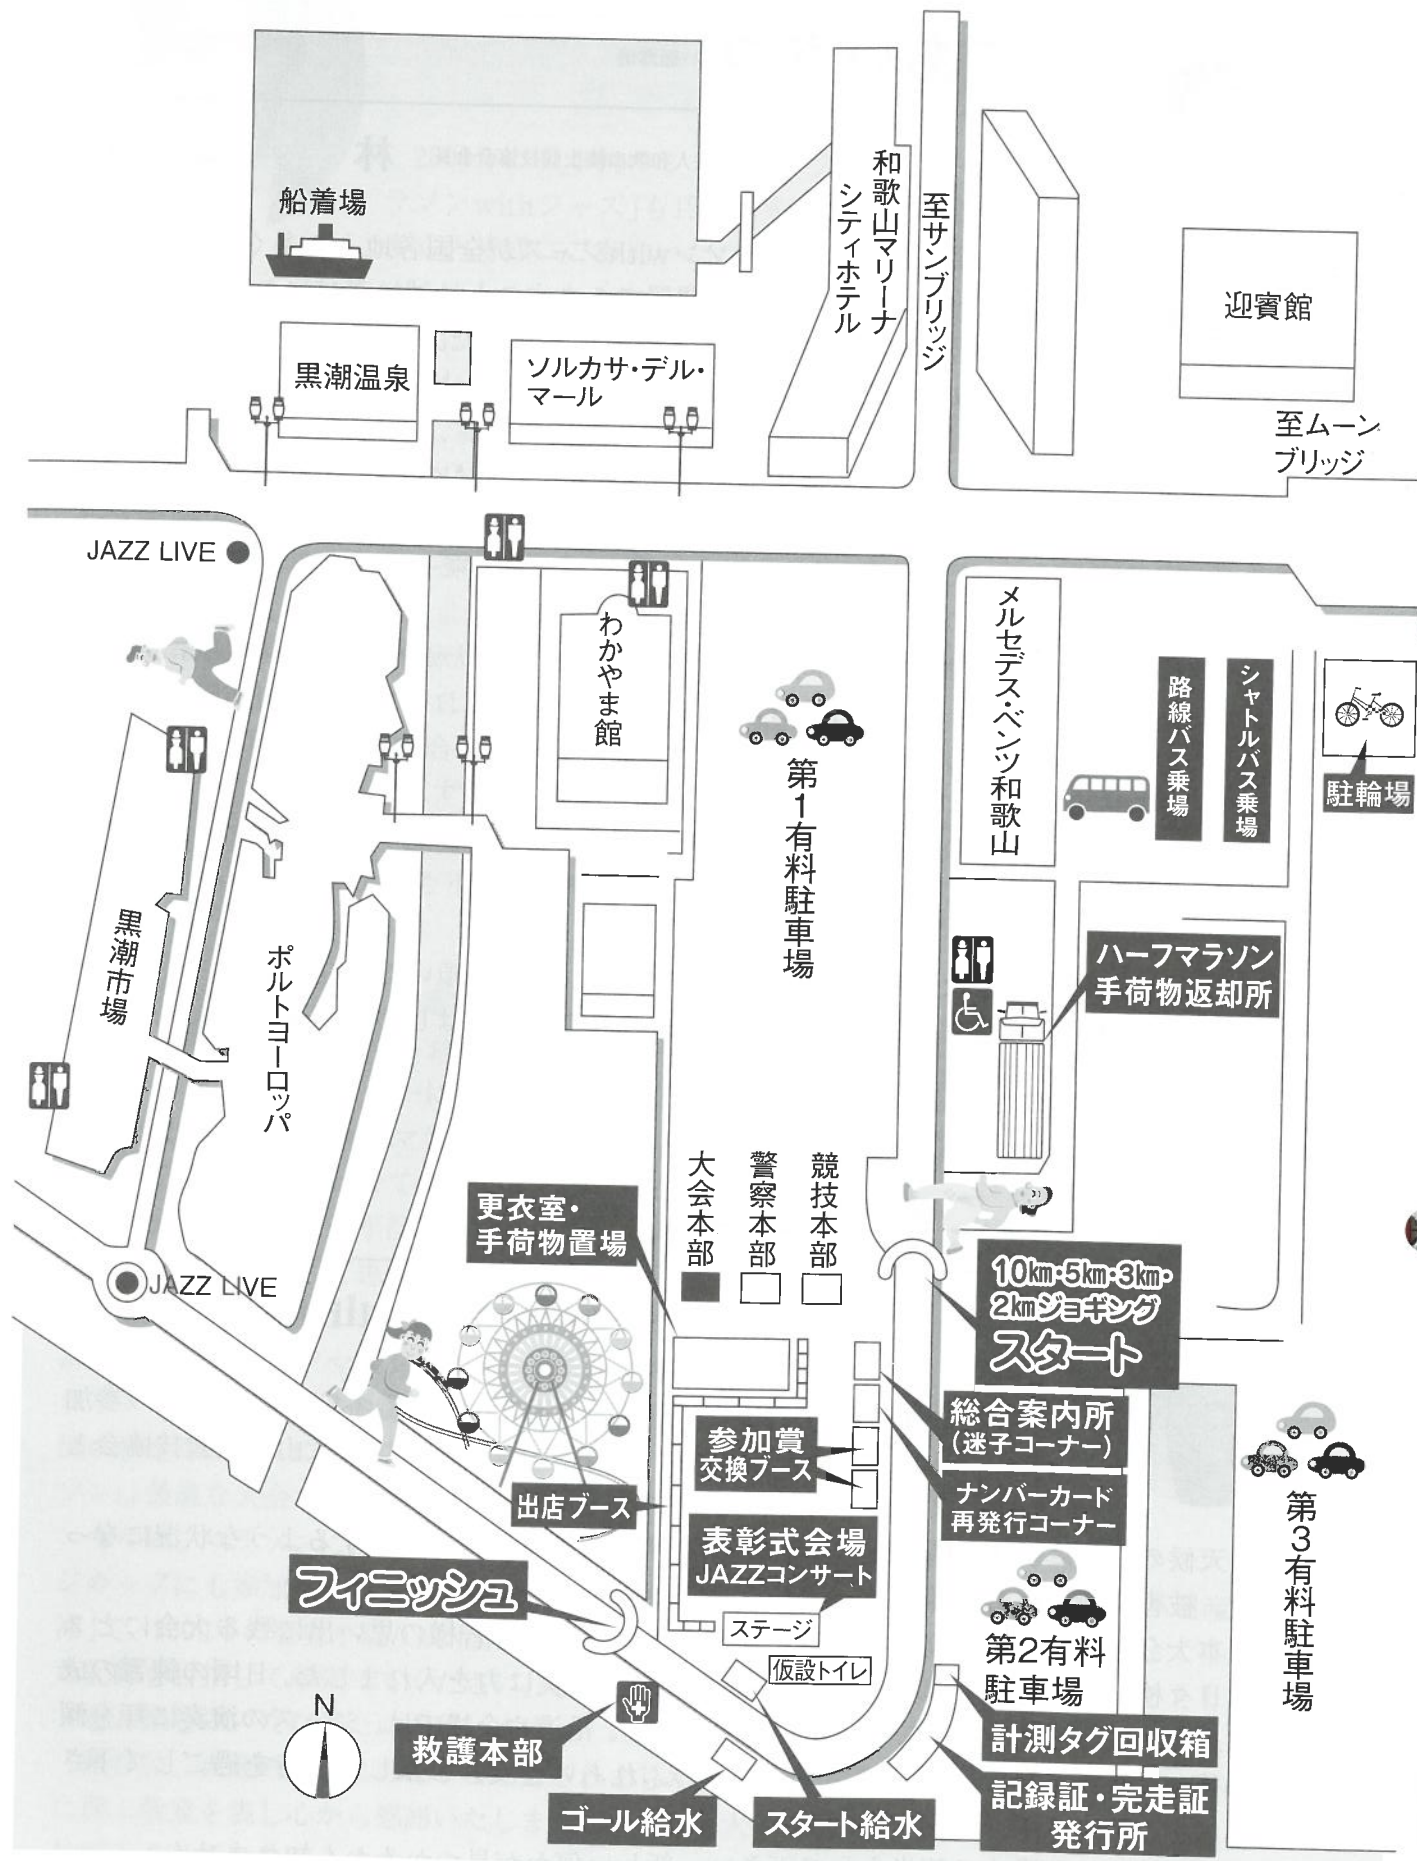 船着場
和歌山マリーナ
シティホテル
至サンブリッジ
迎賓館
黒潮温泉
ソルカサ・デル・
マール
至ムーン
ブリッジ
JAZZ LIVE
わかやま館
メルセデス・ベンツ和歌山
路線バス乗場
シャトルバス乗場
駐輪場
第1有料駐車場
黒潮市場
ポルトヨーロッパ
ハーフマラソン
手荷物返却所
大会本部
警察本部
競技本部
更衣室・
手荷物置場
JAZZ LIVE
10km・5km・3km・
2kmジョギング
スタート
総合案内所
(迷子コーナー)
参加賞
交換ブース
ナンバーカード
再発行コーナー
出店ブース
表彰式会場
JAZZコンサート
フィニッシュ
ステージ
仮設トイレ
第2有料
駐車場
第3有料駐車場
N
救護本部
計測タグ回収箱
ゴール給水
スタート給水
記録証・完走証
発行所